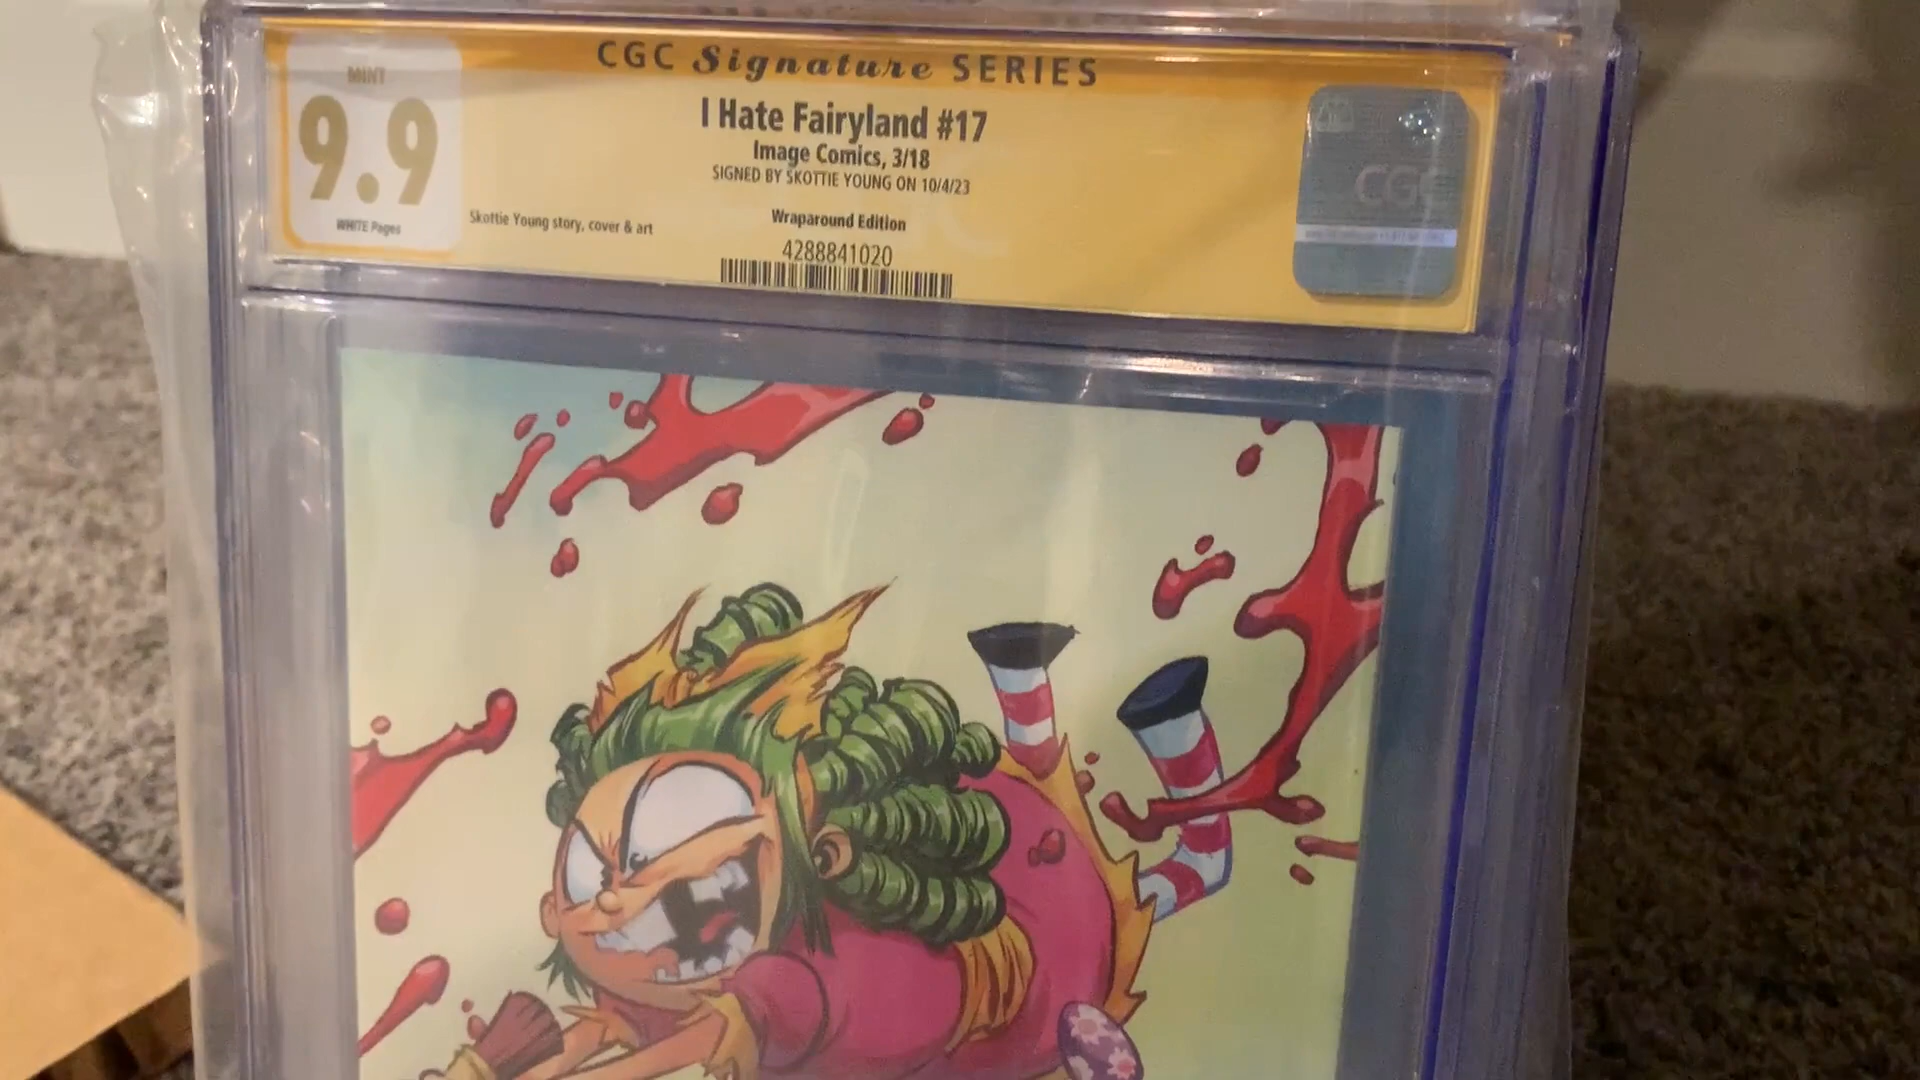 CGC Signature SERIES
MINT
9.9
WHITE Pages
I Hate Fairyland #17
Image Comics, 3/18
SIGNED BY SKOTTIE YOUNG ON 10/4/23
Skottie Young story, cover & art
Wraparound Edition
4288841020
CGC